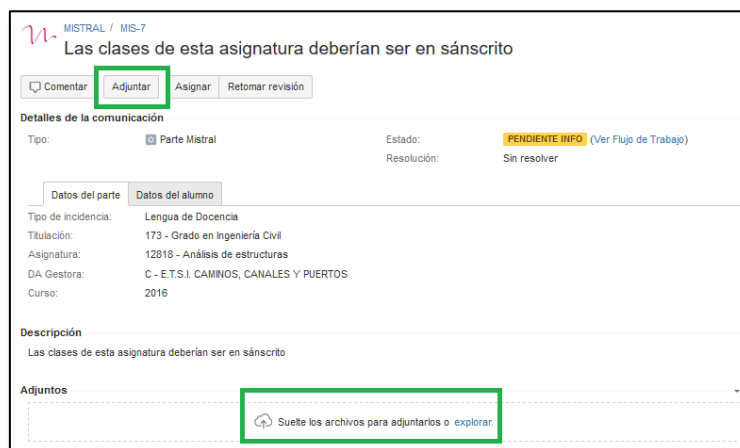 MISTRAL / MIS-7
Las clases de esta asignatura deberían ser en sánscrito
Comentar Adjuntar Asignar Retomar revisión
Detalles de la comunicación
Tipo: Parte Mistral Estado: PENDIENTE INFO (Ver Flujo de Trabajo)
Resolución: Sin resolver
Datos del parte Datos del alumno
Tipo de incidencia: Lengua de Docencia
Titulación: 173 - Grado en Ingeniería Civil
Asignatura: 12818 - Análisis de estructuras
DA Gestora: C - E.T.S.I. CAMINOS, CANALES Y PUERTOS
Curso: 2016
Descripción
Las clases de esta asignatura deberían ser en sánscrito
Adjuntos
Suelte los archivos para adjuntarlos o explorar.